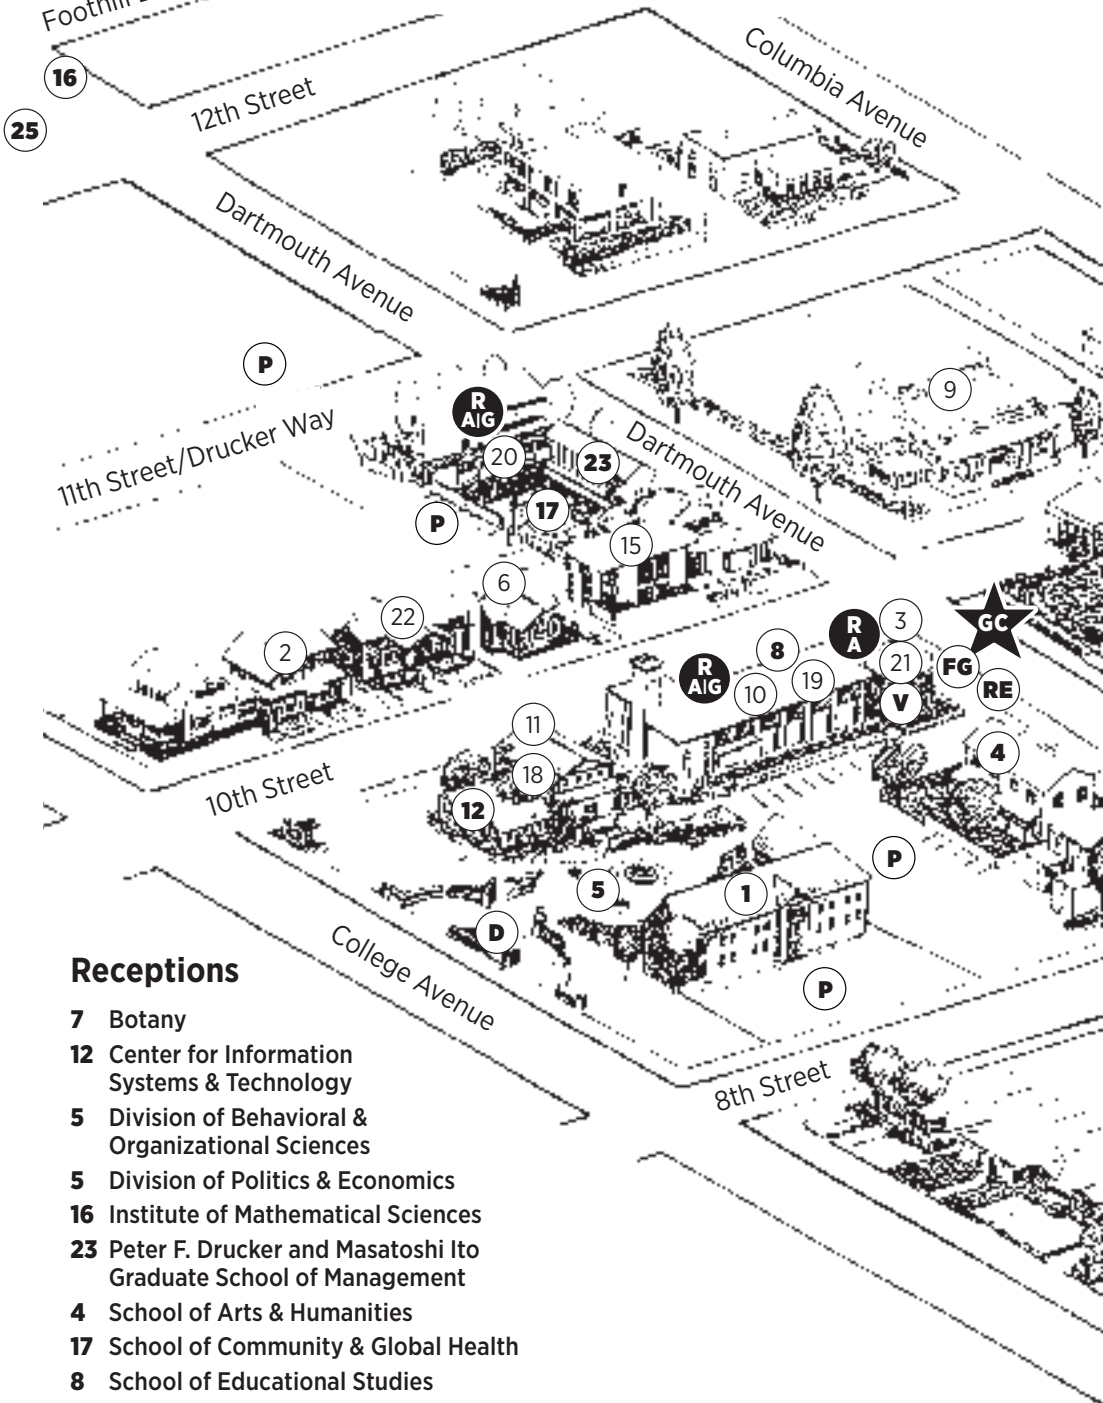 Foothill
16
25
12th Street
Columbia Avenue
Dartmouth Avenue
P
9
R
A|G
11th Street/Drucker Way
20
23
Dartmouth Avenue
17
P
15
6
22
2
R
A
3
GC
8
21
FG
R
A|G
10
19
V
RE
11
4
18
12
10th Street
P
5
1
D
College Avenue
P
8th Street
Receptions
7 Botany
12 Center for Information
Systems & Technology
5 Division of Behavioral &
Organizational Sciences
5 Division of Politics & Economics
16 Institute of Mathematical Sciences
23 Peter F. Drucker and Masatoshi Ito
Graduate School of Management
4 School of Arts & Humanities
17 School of Community & Global Health
8 School of Educational Studies